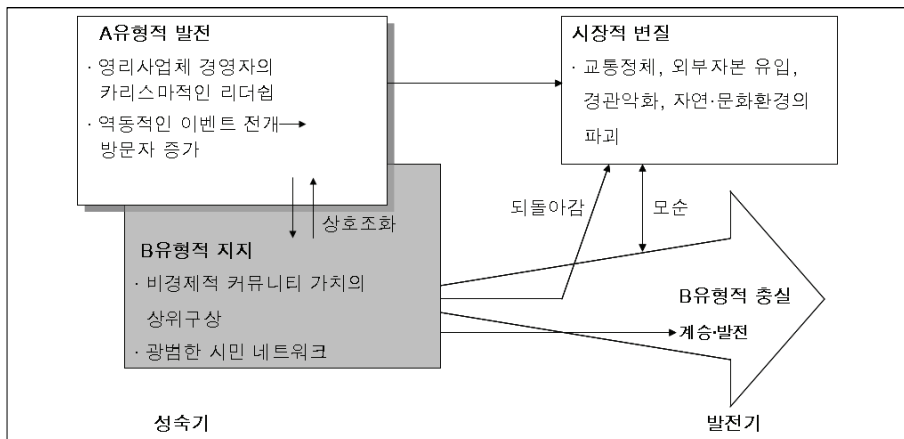 A유형적 발전
· 영리사업체 경영자의
카리스마적인 리더쉽
· 역동적인 이벤트 전개
방문자 증가
시장적 변질
· 교통정체, 외부자본 유입,
경관악화, 자연·문화환경의
파괴
되돌아감
모순
상호조화
B유형적 지지
· 비경제적 커뮤니티 가치의
상위구상
· 광범한 시민 네트워크
B유형적 충실
계승·발전
성숙기
발전기